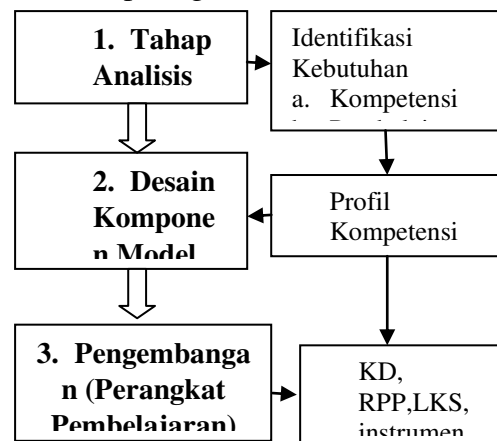 1. Tahap
Analisis
Identifikasi
Kebutuhan
a. Kompetensi
2. Desain
Kompone
n Model
Profil
Kompetensi
3. Pengembanga
n (Perangkat
Pembelajaran)
KD,
RPP,LKS,
instrumen